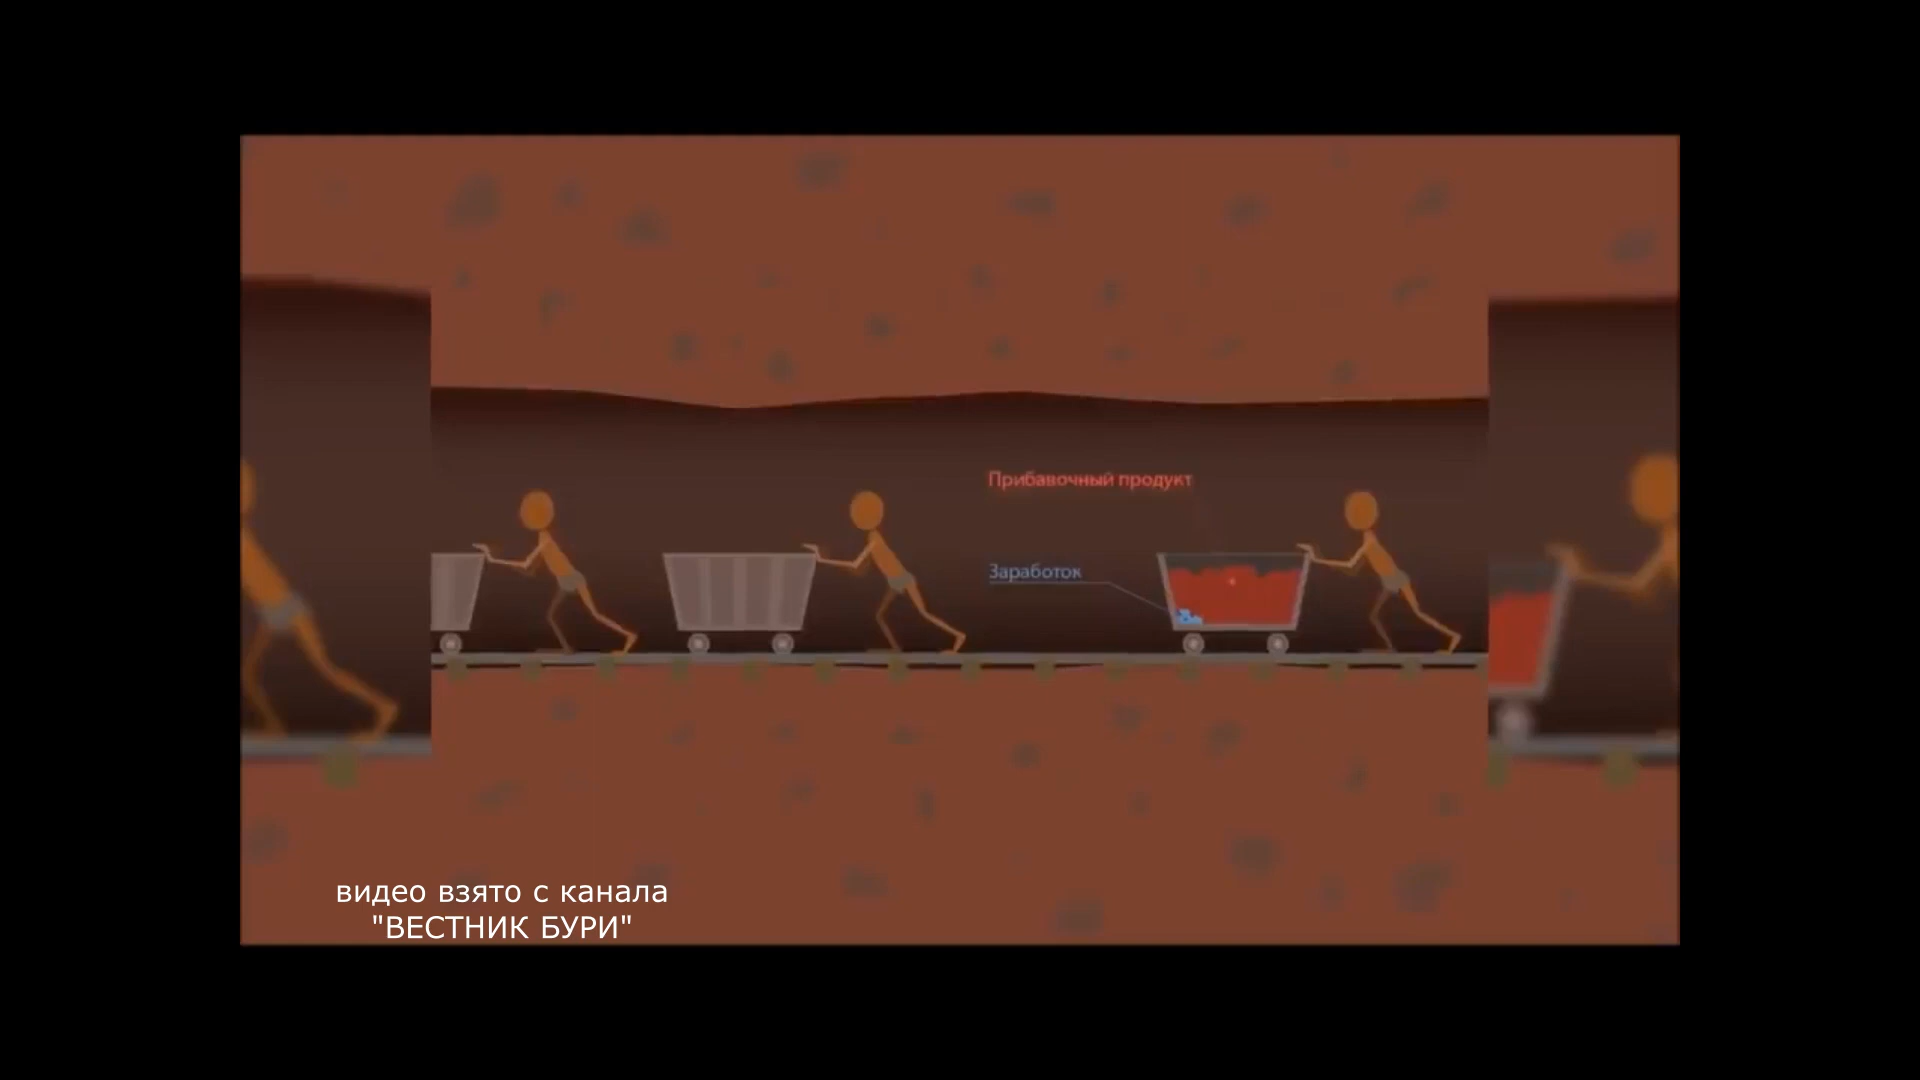 Прибавочный продукт
Заработок
видео взято с канала
"ВЕСТНИК БУРИ"